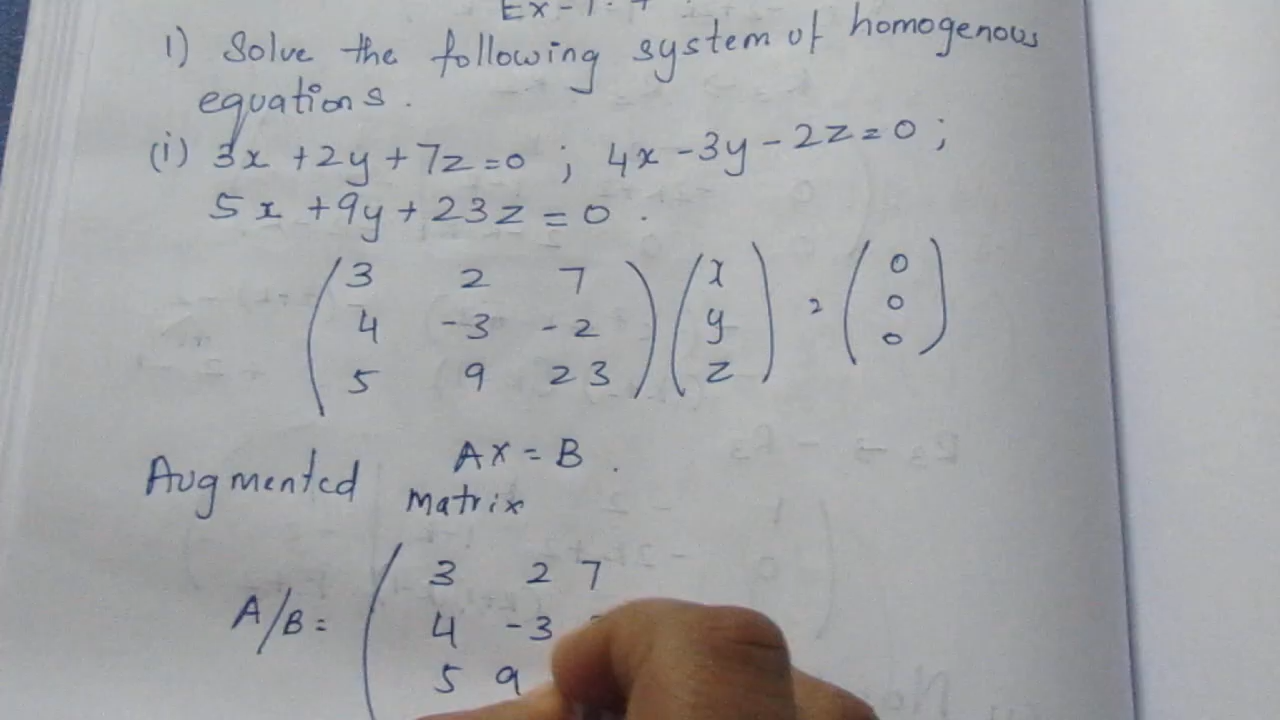 1) Solve the following system of homogenous
equations.
(i) 3x + 2y + 7z = 0 ; 4x - 3y - 2z = 0 ;
5x + 9y + 23z = 0 .
3 2 7 x 0
4 -3 -2 y = 0
5 9 23 z 0
AX = B .
Augmented matrix
3 2 7
A/B = 4 -3
5 9